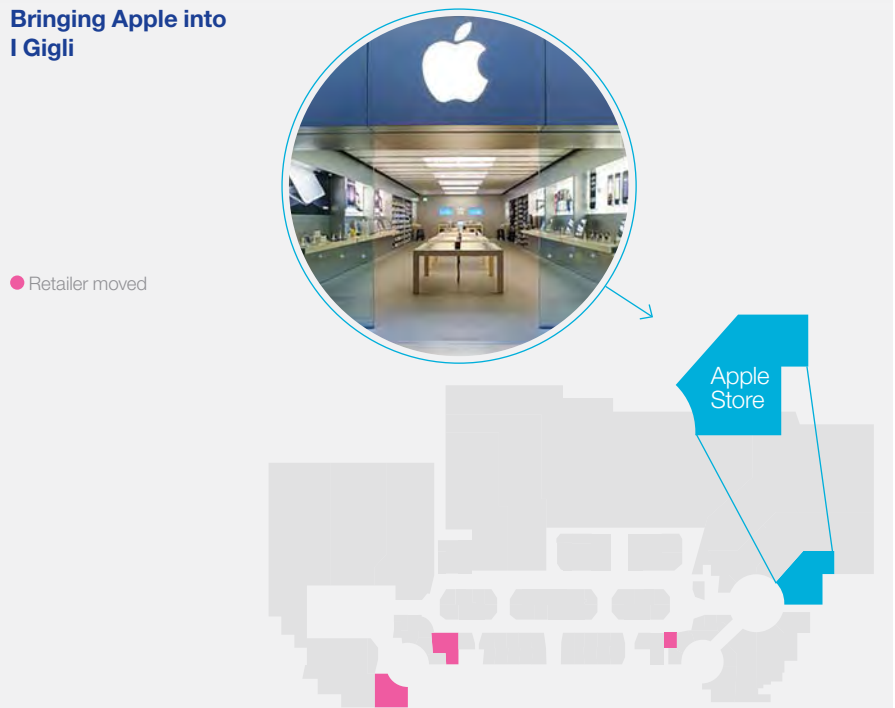 Bringing Apple into
I Gigli
Retailer moved
Apple
Store